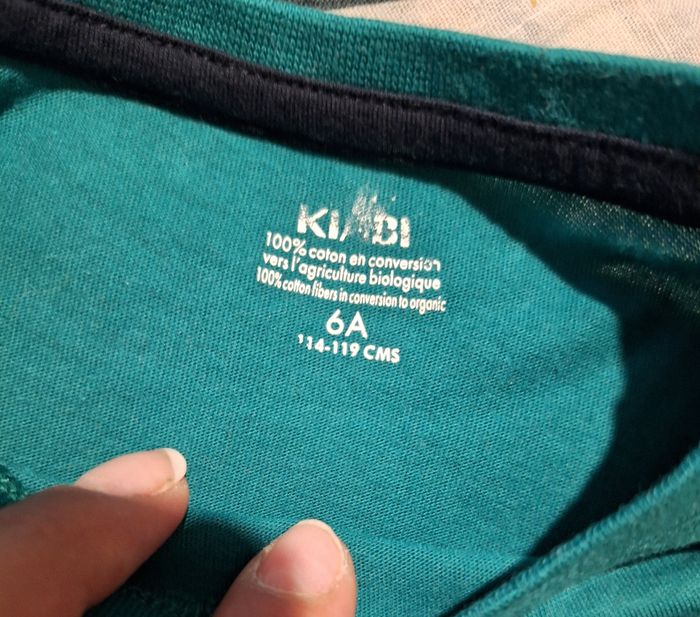 KIABI
100% coton en conversion
vers l'agriculture biologique
100% cotton fibers in conversion to organic
6A
114-119 CMS